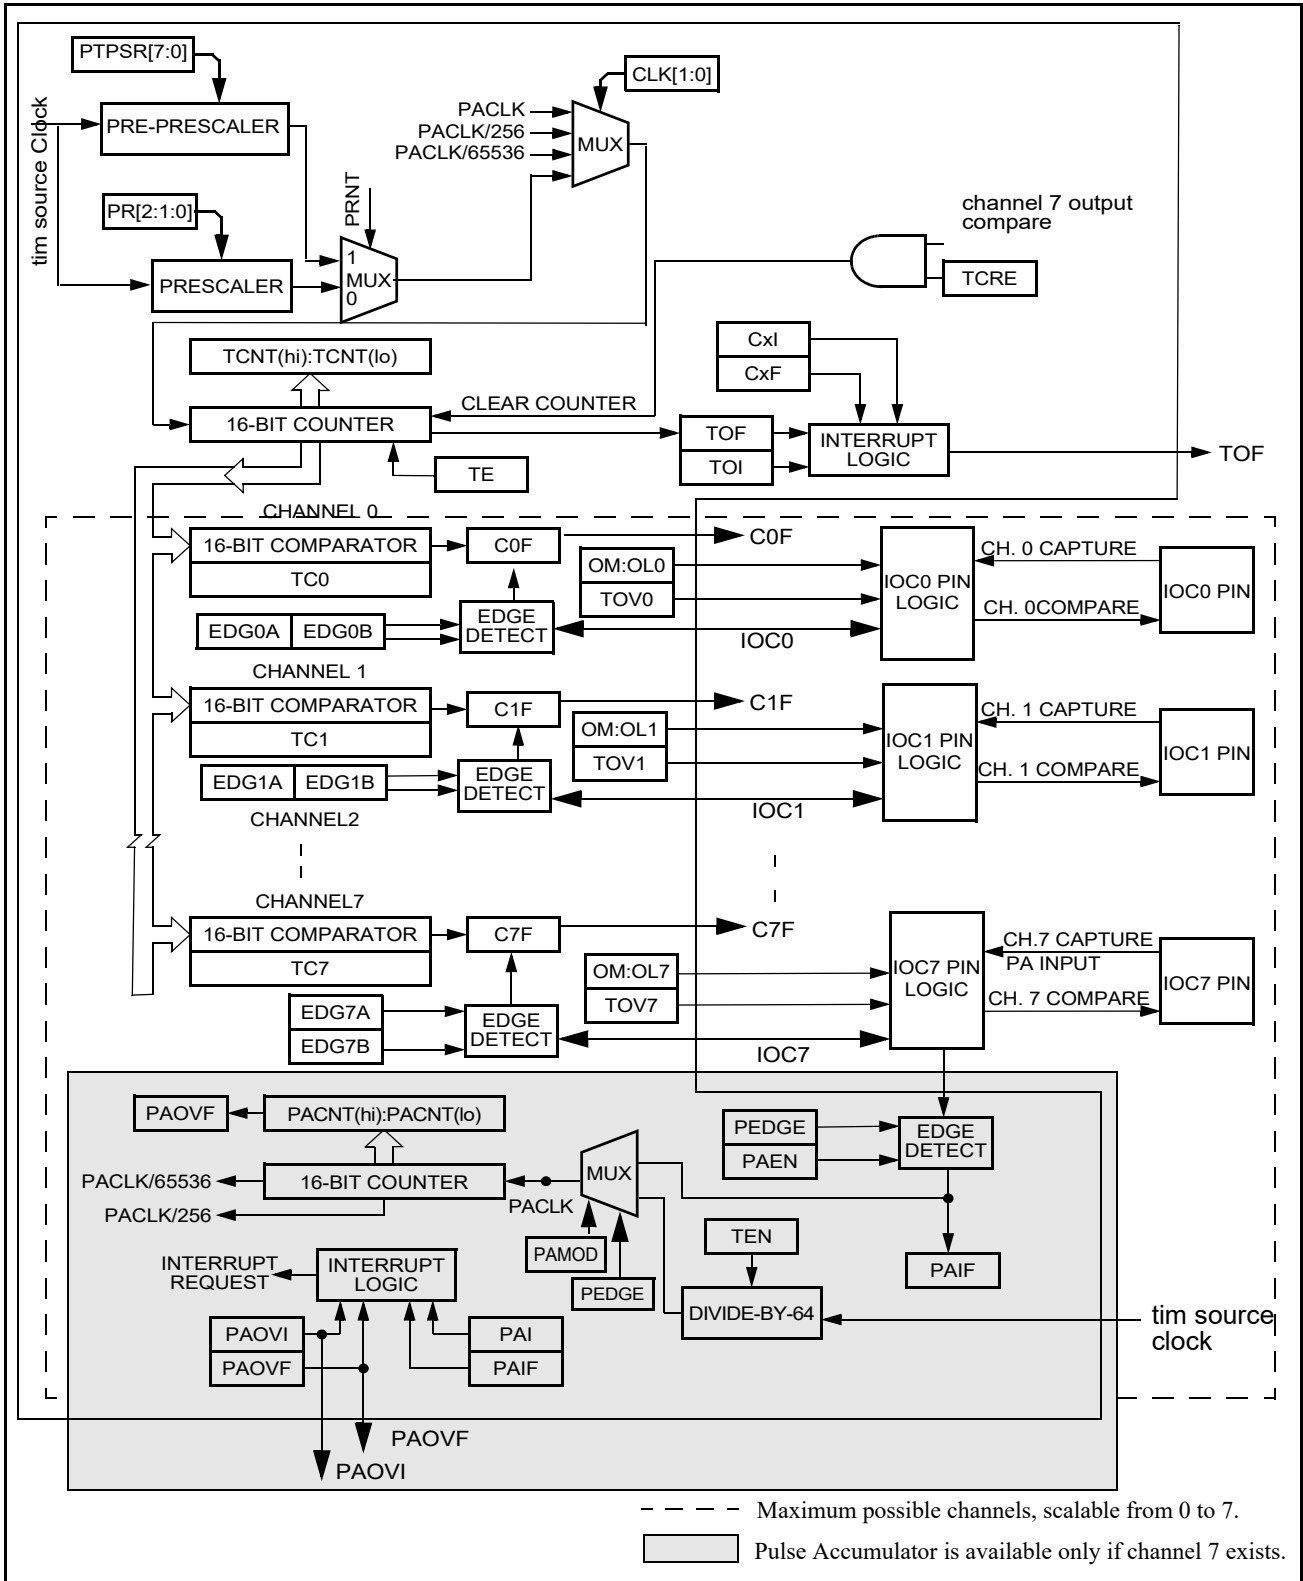 PTPSR[7:0]
tim source Clock
PRE-PRESCALER
PR[2:1:0]
PRESCALER
PRNT
1
MUX
0
CLK[1:0]
PACLK
PACLK/256
PACLK/65536
MUX
channel 7 output
compare
TCRE
TCNT(hi):TCNT(lo)
16-BIT COUNTER
CLEAR COUNTER
TE
CxI
CxF
TOF
TOI
INTERRUPT
LOGIC
TOF
CHANNEL 0
16-BIT COMPARATOR
TC0
C0F
C0F
OM:OL0
TOV0
EDG0A
EDG0B
EDGE
DETECT
IOC0
IOC0 PIN
LOGIC
CH. 0 CAPTURE
CH. 0COMPARE
IOC0 PIN
CHANNEL 1
16-BIT COMPARATOR
TC1
C1F
C1F
OM:OL1
TOV1
EDG1A
EDG1B
EDGE
DETECT
IOC1
IOC1 PIN
LOGIC
CH. 1 CAPTURE
CH. 1 COMPARE
IOC1 PIN
CHANNEL2
CHANNEL7
16-BIT COMPARATOR
TC7
C7F
C7F
OM:OL7
TOV7
EDG7A
EDG7B
EDGE
DETECT
IOC7
IOC7 PIN
LOGIC
CH.7 CAPTURE
PA INPUT
CH. 7 COMPARE
IOC7 PIN
PAOVF
PACNT(hi):PACNT(lo)
PACLK/65536
16-BIT COUNTER
PACLK/256
PACLK
MUX
PAMOD
PEDGE
PEDGE
PAEN
EDGE
DETECT
TEN
PAIF
DIVIDE-BY-64
tim source
clock
INTERRUPT
REQUEST
INTERRUPT
LOGIC
PAOVI
PAOVF
PAI
PAIF
PAOVF
PAOVI
Maximum possible channels, scalable from 0 to 7.
Pulse Accumulator is available only if channel 7 exists.